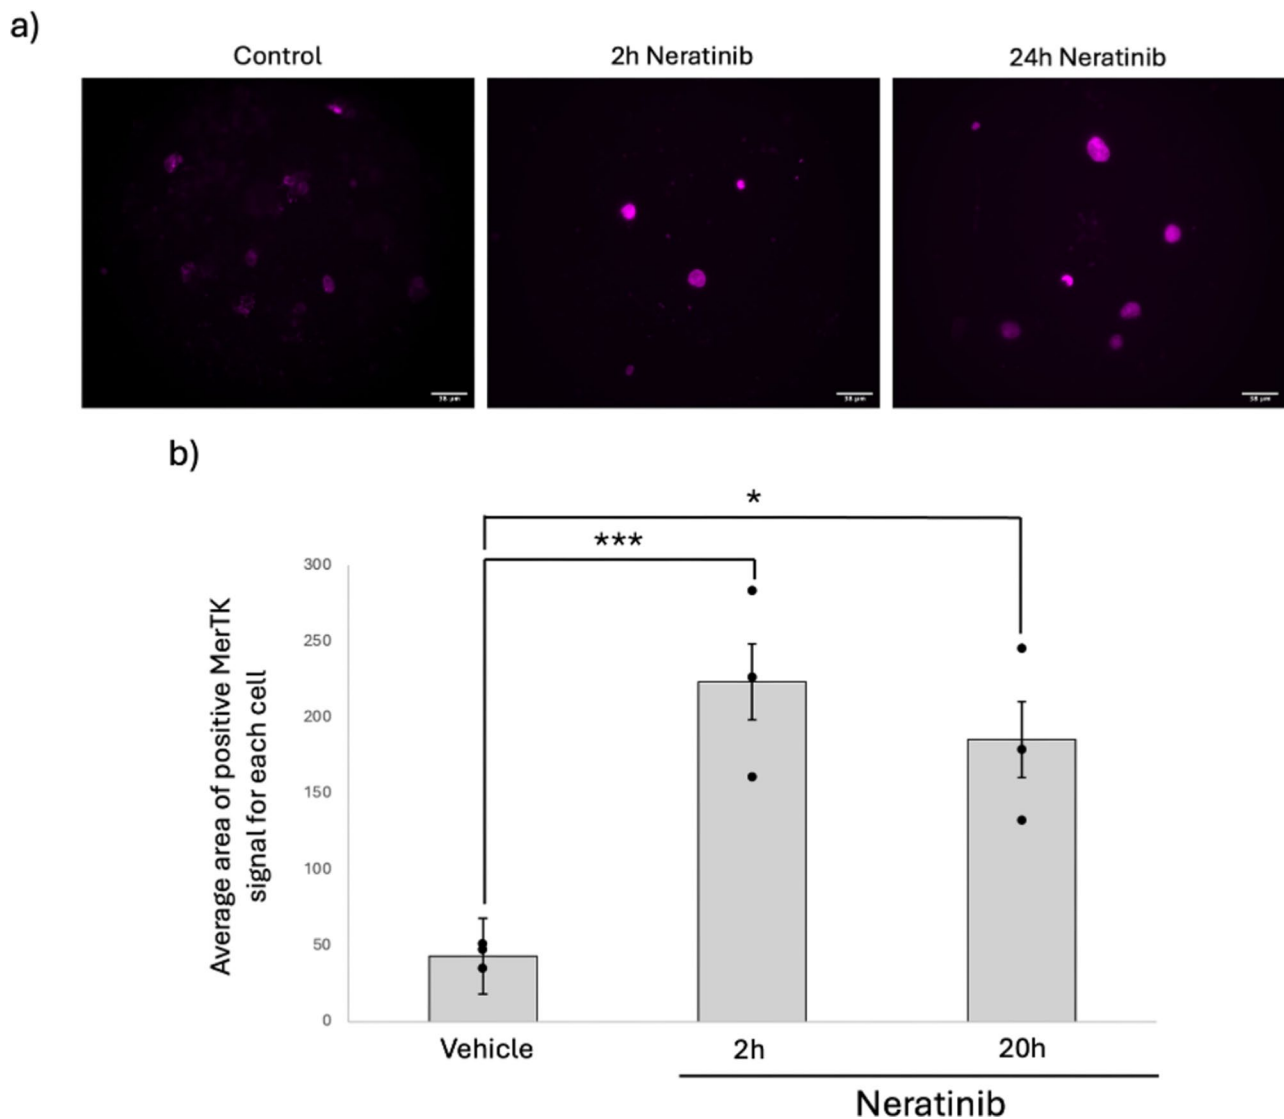 a)
Control
2h Neratinib
24h Neratinib
b)
*
***
300
250
200
150
100
50
0
Average area of positive MerTK
signal for each cell
Vehicle
2h
20h
Neratinib